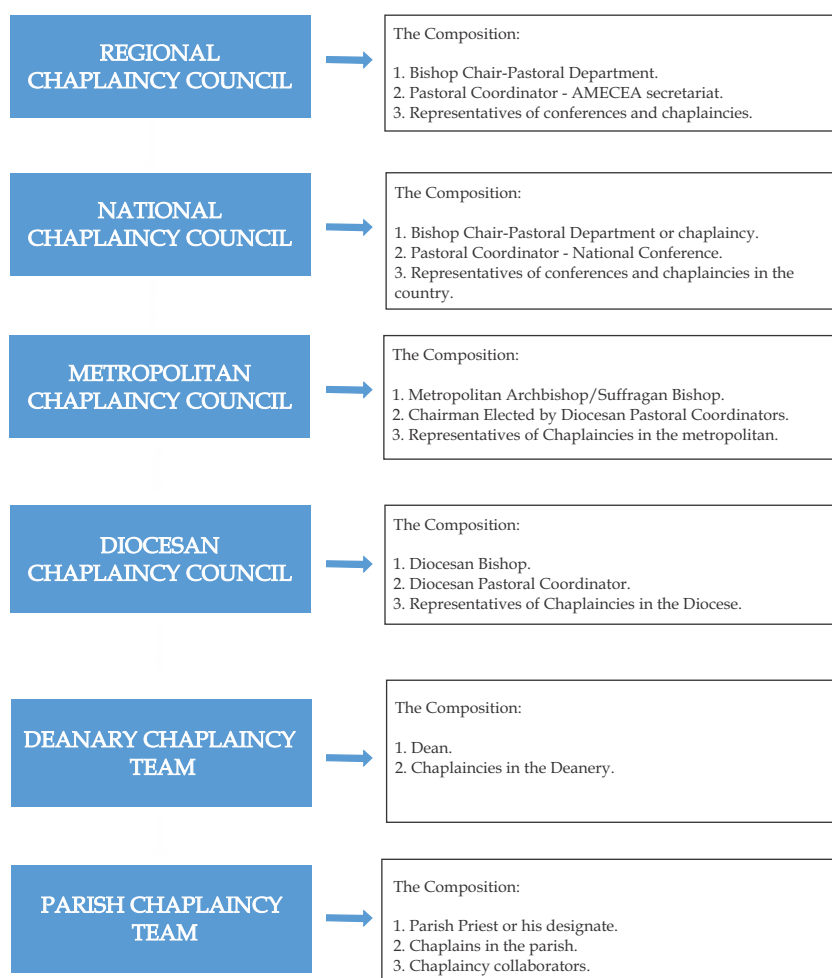 REGIONAL
CHAPLAINCY COUNCIL
The Composition:
1. Bishop Chair-Pastoral Department.
2. Pastoral Coordinator - AMECEA secretariat.
3. Representatives of conferences and chaplaincies.
NATIONAL
CHAPLAINCY COUNCIL
The Composition:
1. Bishop Chair-Pastoral Department or chaplaincy.
2. Pastoral Coordinator - National Conference.
3. Representatives of conferences and chaplaincies in the
country.
METROPOLITAN
CHAPLAINCY COUNCIL
The Composition:
1. Metropolitan Archbishop/Suffragan Bishop.
2. Chairman Elected by Diocesan Pastoral Coordinators.
3. Representatives of Chaplaincies in the metropolitan.
DIOCESAN
CHAPLAINCY COUNCIL
The Composition:
1. Diocesan Bishop.
2. Diocesan Pastoral Coordinator.
3. Representatives of Chaplaincies in the Diocese.
DEANARY CHAPLAINCY
TEAM
The Composition:
1. Dean.
2. Chaplaincies in the Deanery.
PARISH CHAPLAINCY
TEAM
The Composition:
1. Parish Priest or his designate.
2. Chaplains in the parish.
3. Chaplaincy collaborators.